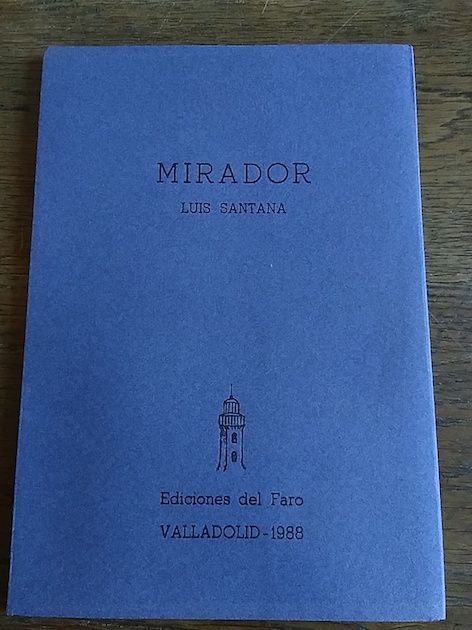 MIRADOR
LUIS SANTANA
Ediciones del Faro
VALLADOLID-1988